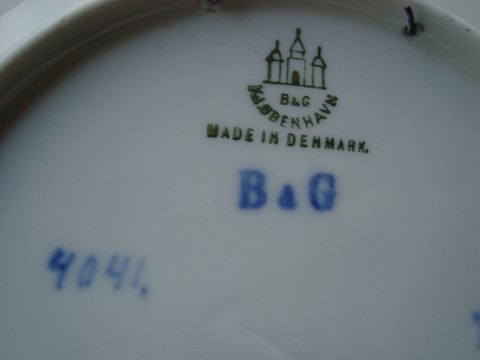 B&G
KJØBENHAVN
MADE IN DENMARK.
B & G
4041.